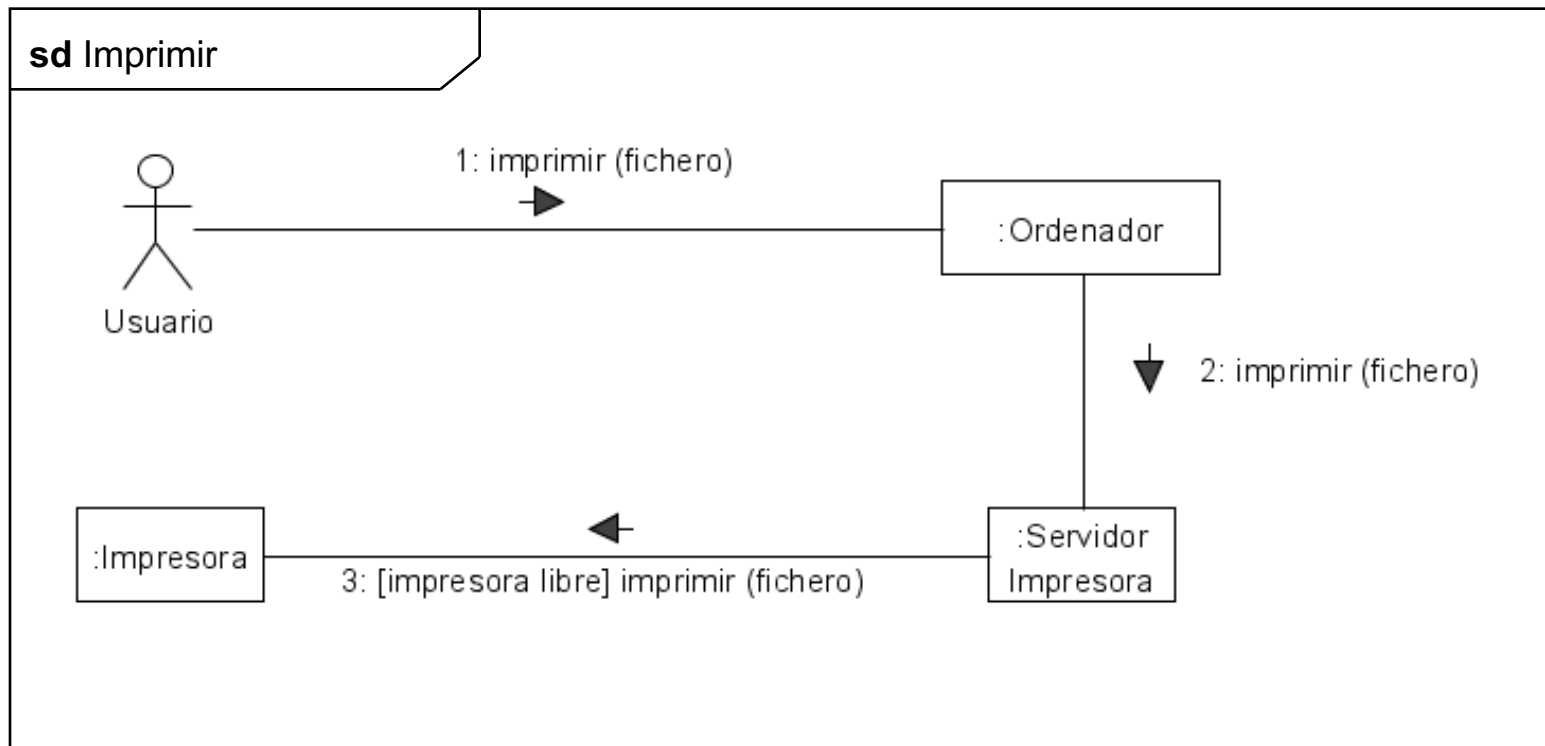 sd Imprimir
1: imprimir (fichero)
:Ordenador
Usuario
2: imprimir (fichero)
:Servidor
Impresora
:Impresora
3: [impresora libre] imprimir (fichero)